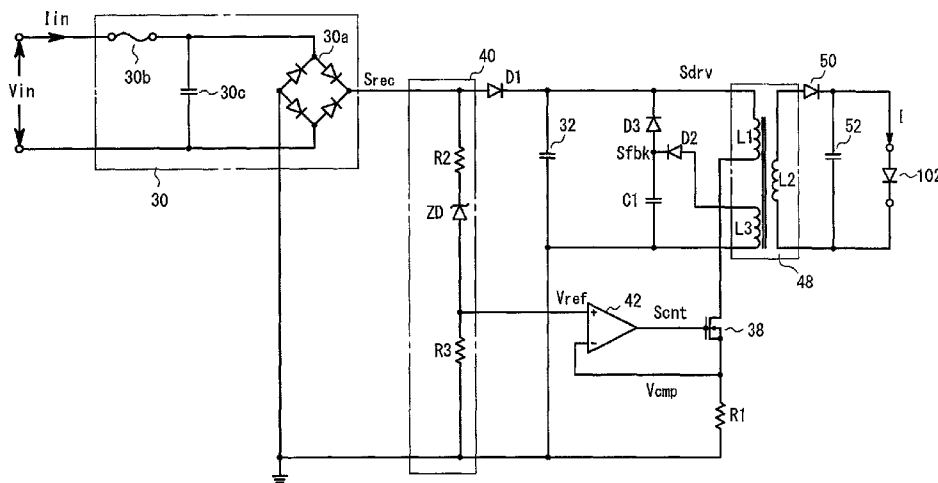 Iin
Vin
30b
30c
30a
30
Srec
40
D1
Sdrv
50
I
32
D3
D2
Sfbk
C1
L1
L2
L3
52
102
48
R2
ZD
Vref
42
Scnt
38
R3
Vcmp
R1